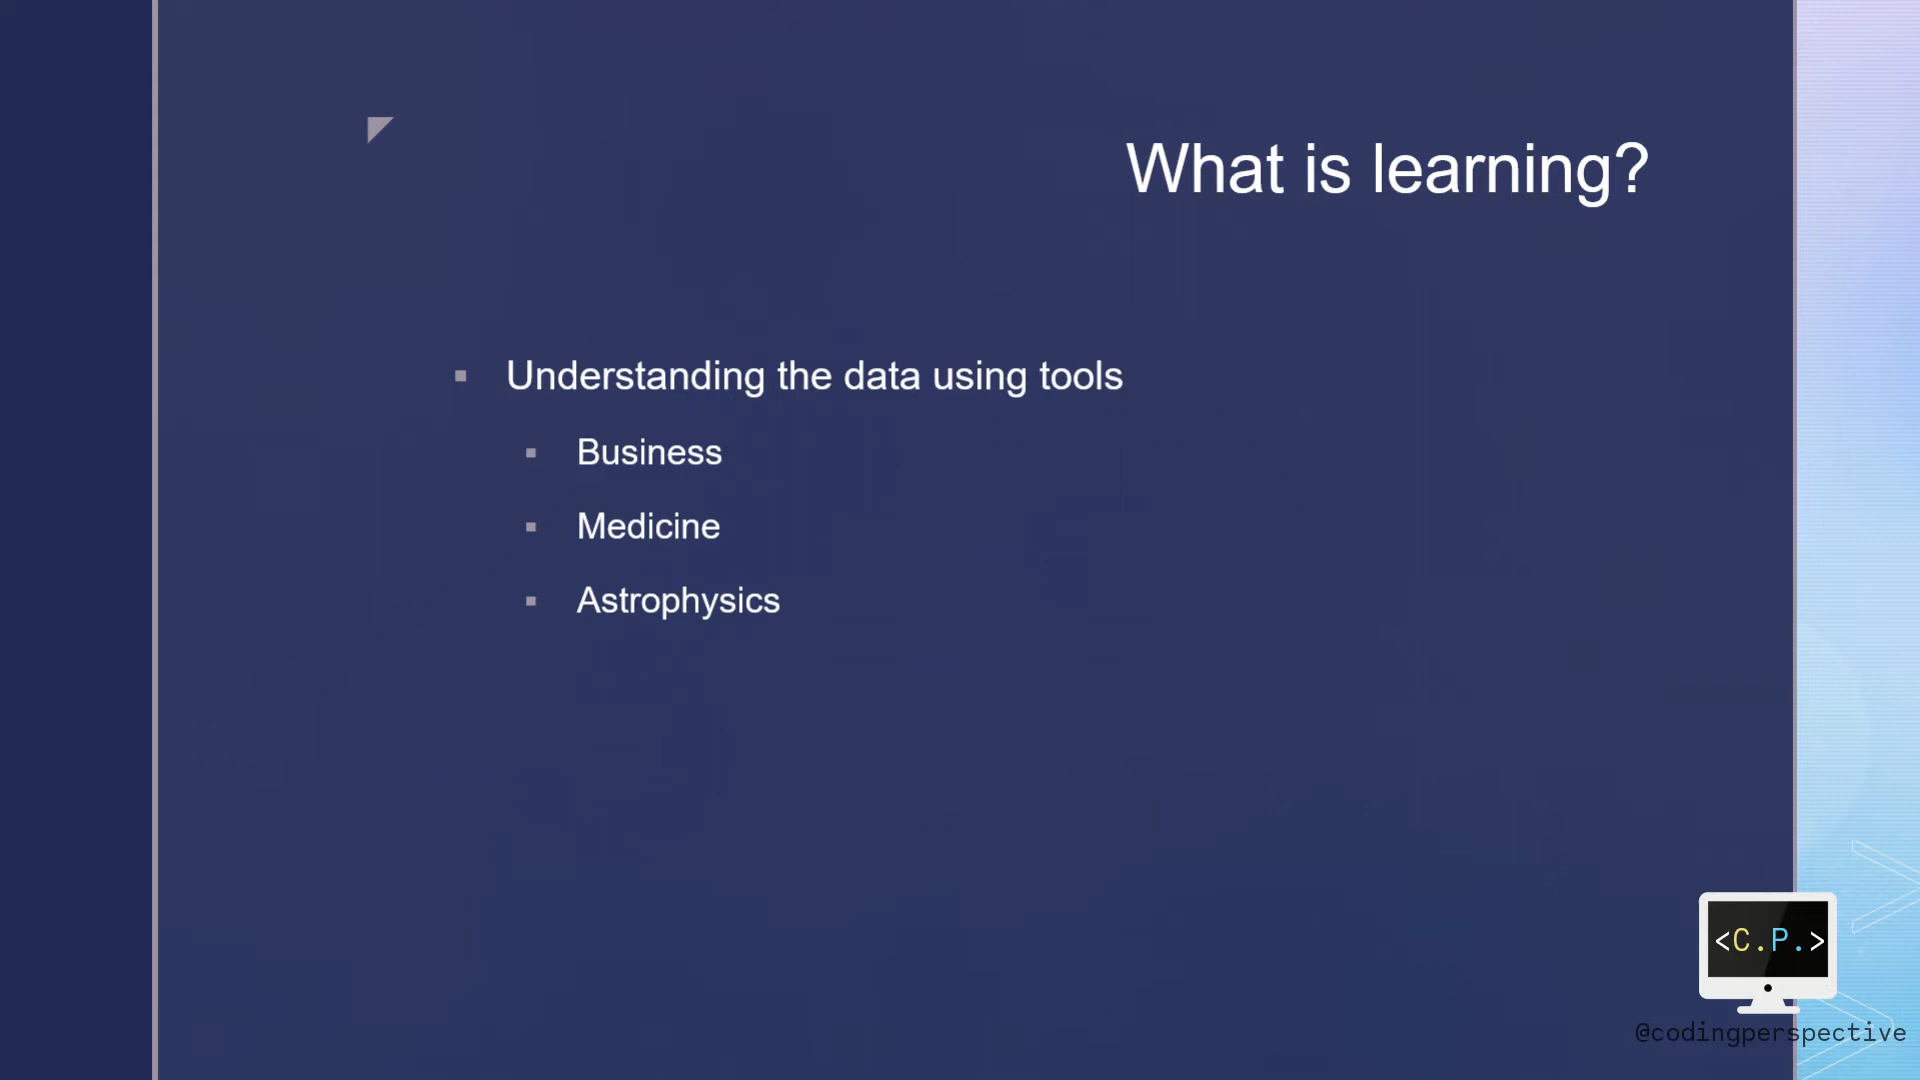 What is learning?
Understanding the data using tools
Business
Medicine
Astrophysics
<C.P.>
@codingperspective